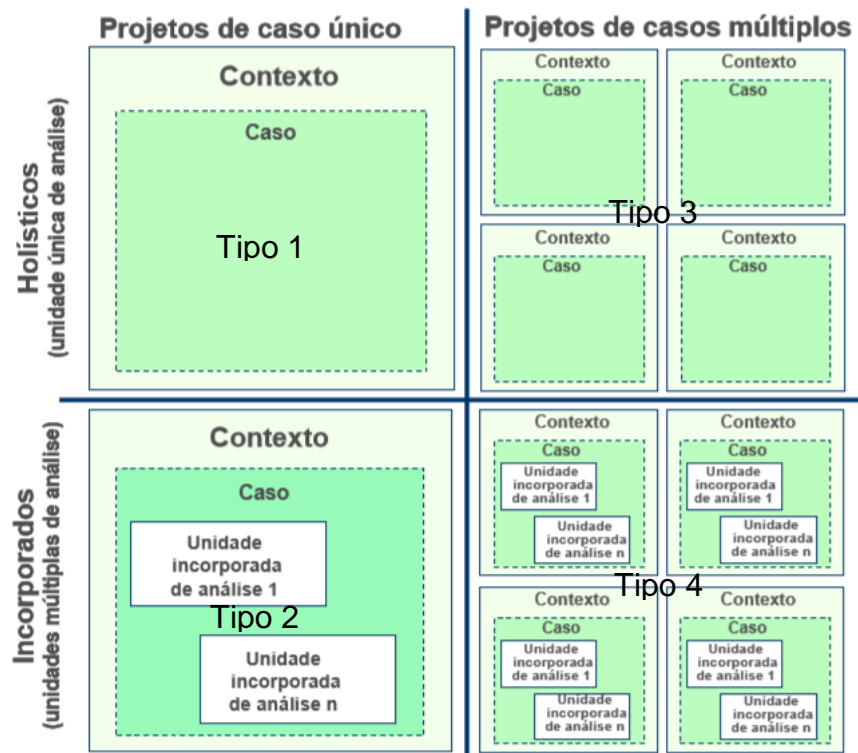 Projetos de caso único
Projetos de casos múltiplos
Holísticos
(unidade única de análise)
Contexto
Caso
Tipo 1
Contexto
Caso
Contexto
Caso
Tipo 3
Contexto
Caso
Contexto
Caso
Incorporados
(unidades múltiplas de análise)
Contexto
Caso
Unidade
incorporada
de análise 1
Tipo 2
Unidade
incorporada
de análise n
Contexto
Caso
Unidade
incorporada
de análise 1
Unidade
incorporada
de análise n
Contexto
Caso
Unidade
incorporada
de análise 1
Unidade
incorporada
de análise n
Tipo 4
Contexto
Caso
Unidade
incorporada
de análise 1
Unidade
incorporada
de análise n
Contexto
Caso
Unidade
incorporada
de análise 1
Unidade
incorporada
de análise n